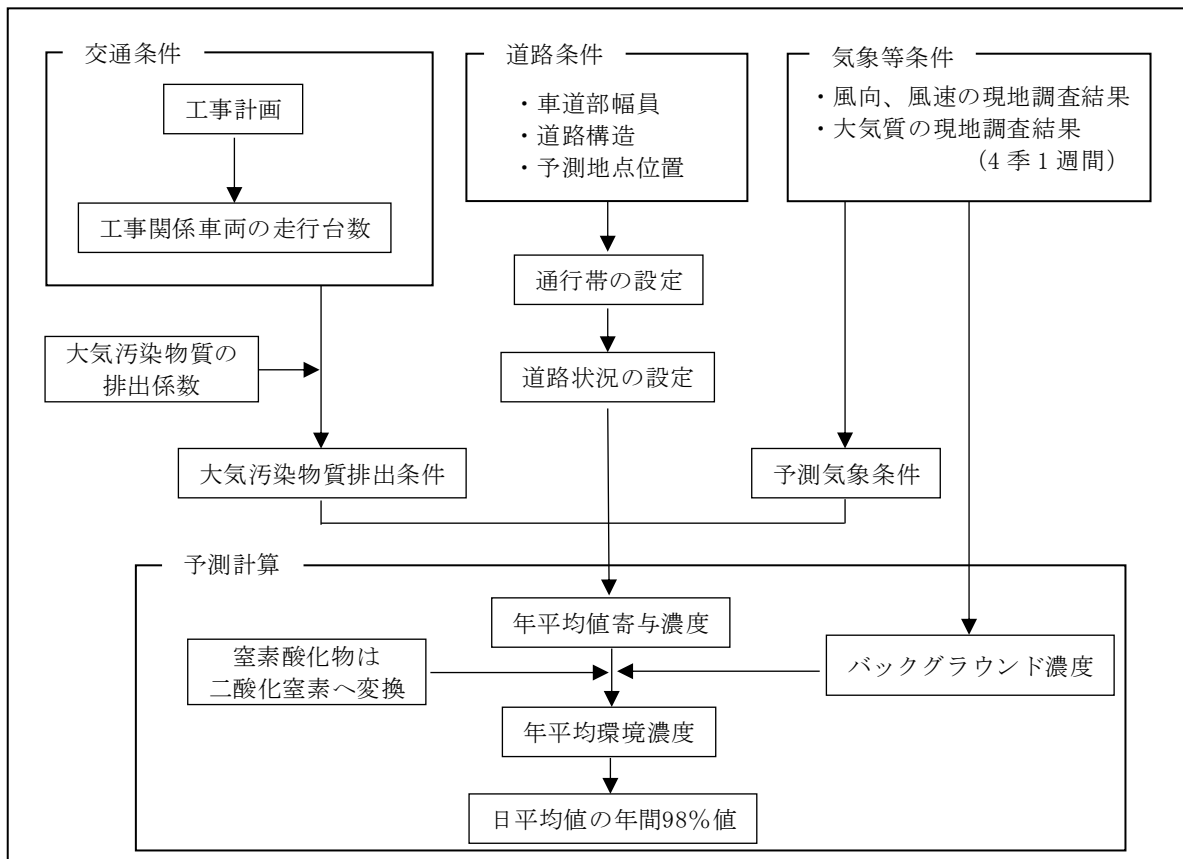 交通条件
工事計画
工事関係車両の走行台数
道路条件
・車道部幅員
・道路構造
・予測地点位置
気象等条件
・風向、風速の現地調査結果
・大気質の現地調査結果
（4季1週間）
通行帯の設定
大気汚染物質の
排出係数
道路状況の設定
大気汚染物質排出条件
予測気象条件
予測計算
年平均値寄与濃度
窒素酸化物は
二酸化窒素へ変換
バックグラウンド濃度
年平均環境濃度
日平均値の年間98％値